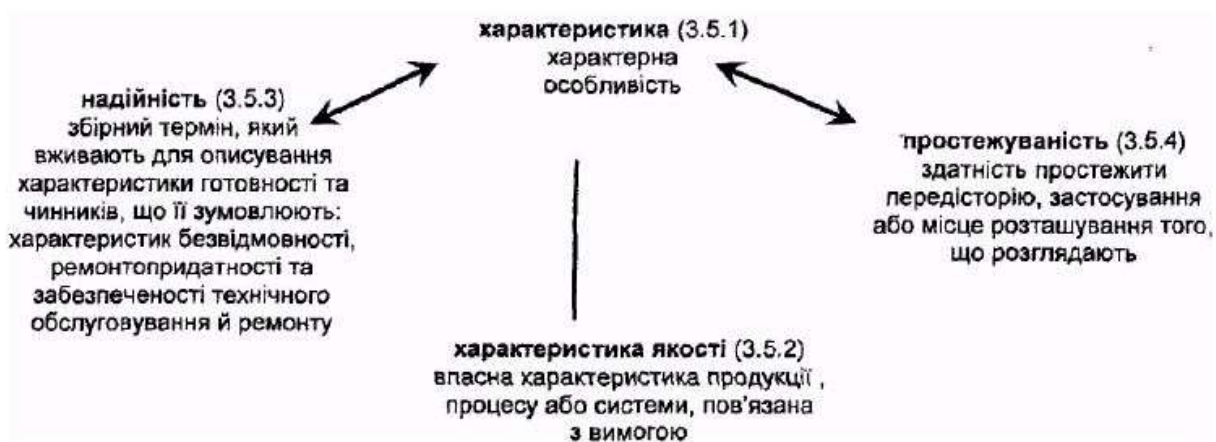 характеристика (3.5.1)
характерна
особливість
надійність (3.5.3)
збірний термін, який
вживають для описування
характеристики готовності та
чинників, що її зумовлюють:
характеристик безвідмовності,
ремонтопридатності та
забезпеченості технічного
обслуговування й ремонту
простежуваність (3.5.4)
здатність простежити
передісторію, застосування
або місце розташування того,
що розглядають
характеристика якості (3.5.2)
власна характеристика продукції ,
процесу або системи, пов'язана
з вимогою